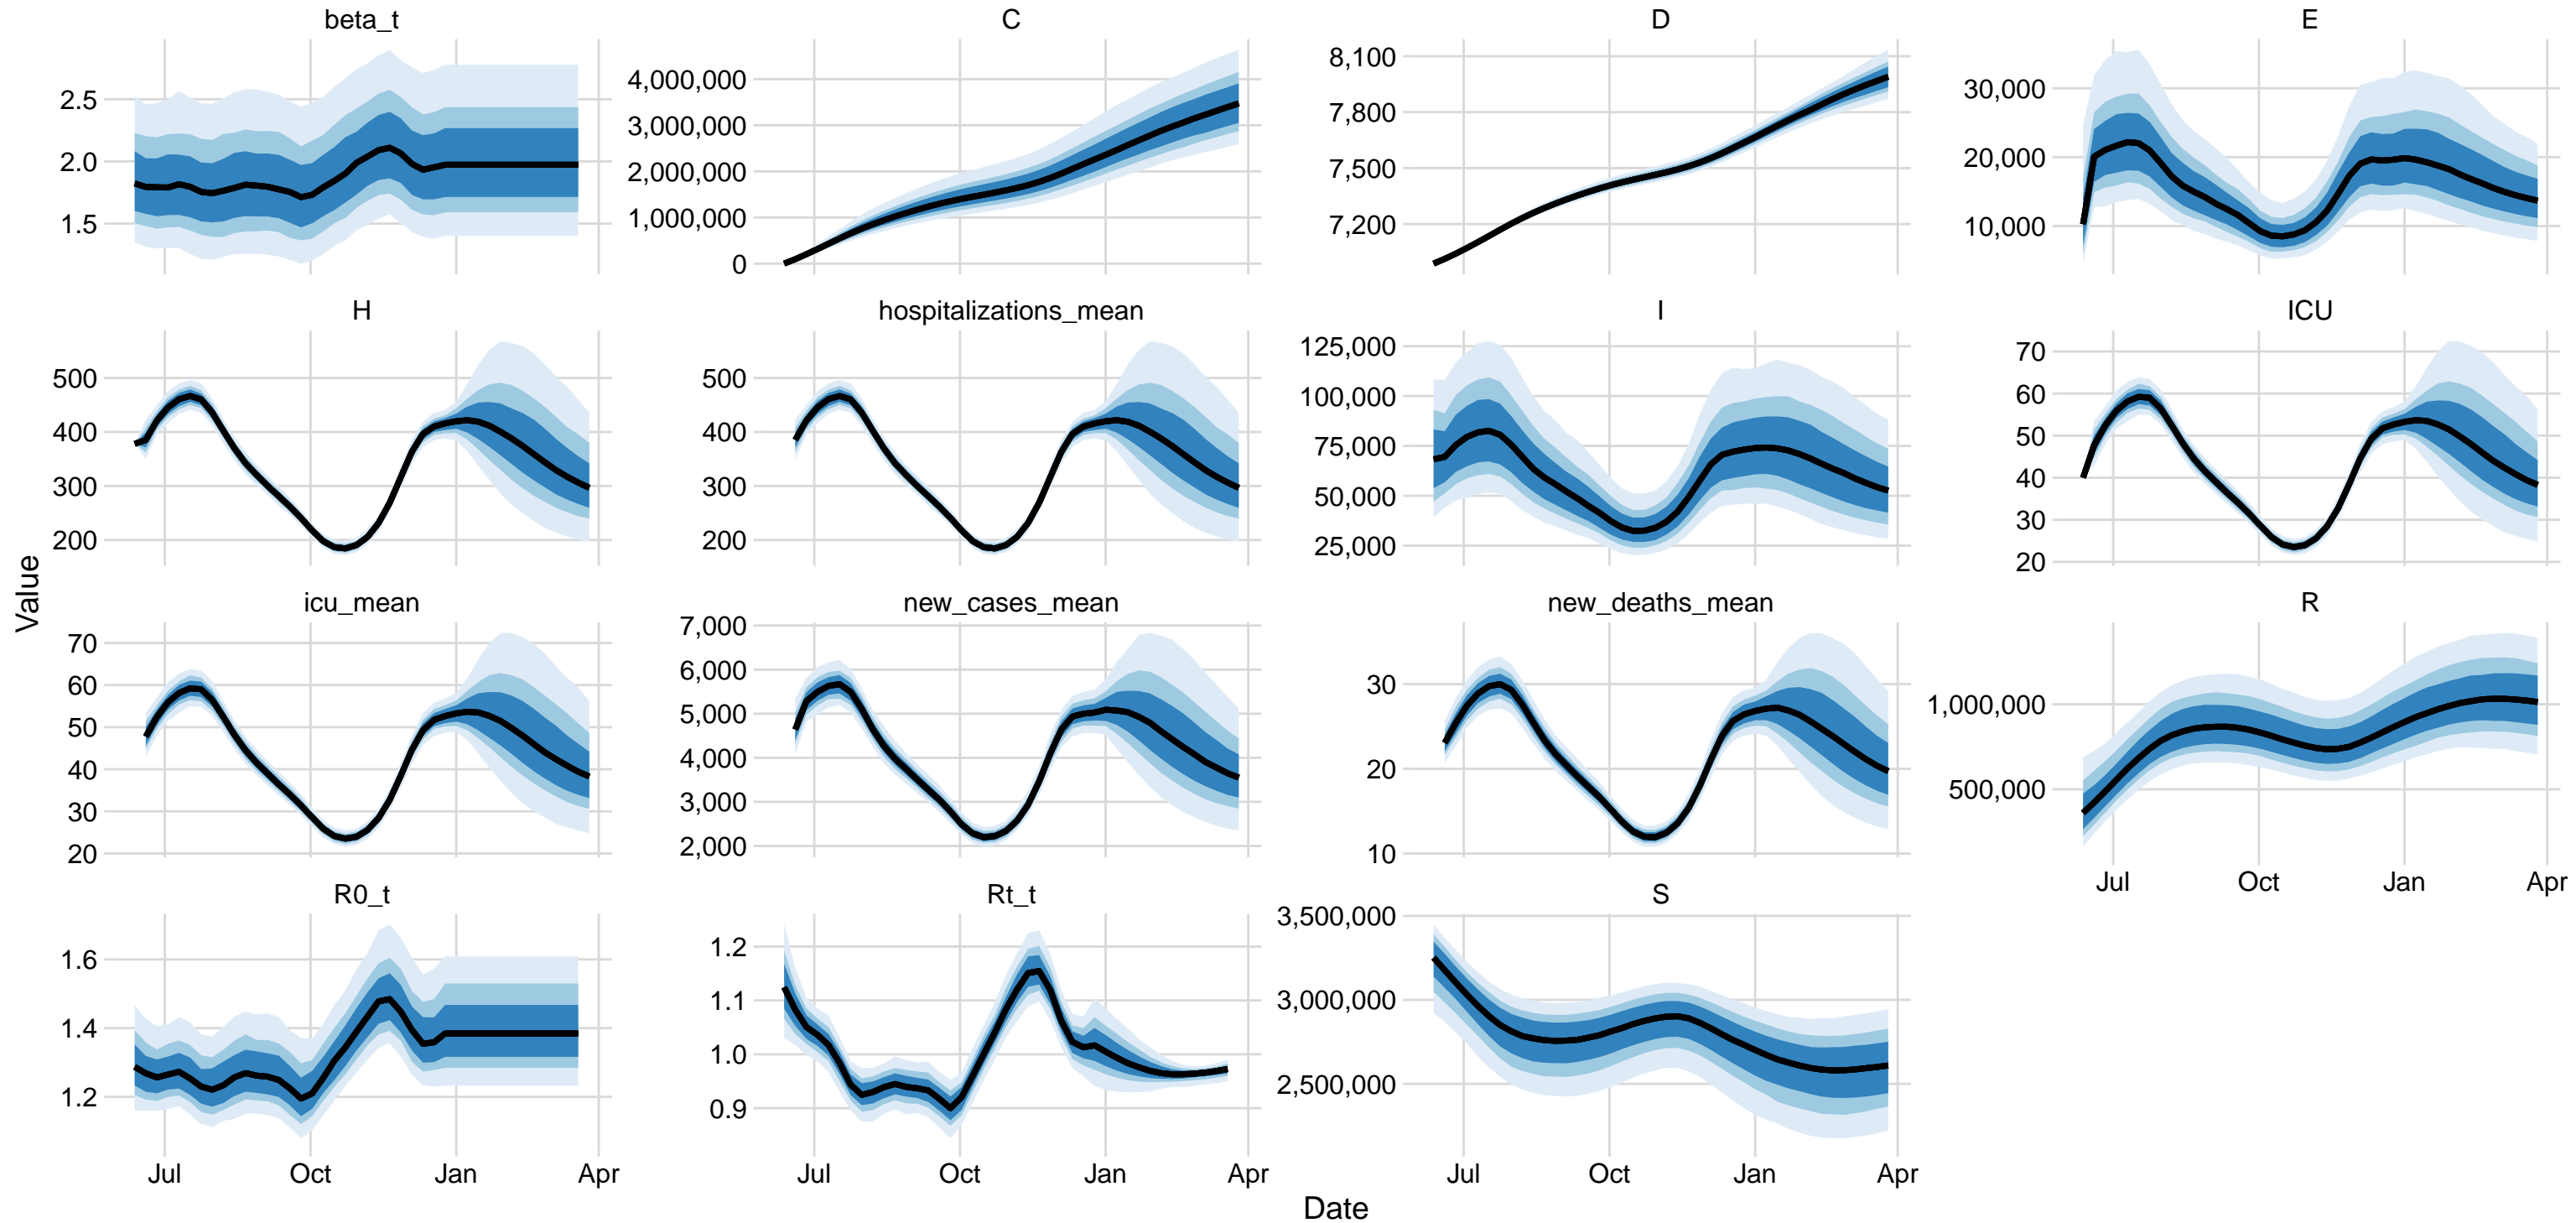 beta_t
C
D
E
2.5
2.0
1.5
4,000,000
3,000,000
2,000,000
1,000,000
0
8,100
7,800
7,500
7,200
30,000
20,000
10,000
H
hospitalizations_mean
I
ICU
500
400
300
200
500
400
300
200
125,000
100,000
75,000
50,000
25,000
70
60
50
40
30
20
Value
icu_mean
new_cases_mean
new_deaths_mean
R
70
60
50
40
30
20
7,000
6,000
5,000
4,000
3,000
2,000
30
20
10
1,000,000
500,000
Jul Oct Jan Apr
R0_t
Rt_t
S
1.6
1.4
1.2
1.2
1.1
1.0
0.9
3,500,000
3,000,000
2,500,000
Jul Oct Jan Apr
Jul Oct Jan Apr
Jul Oct Jan Apr
Date